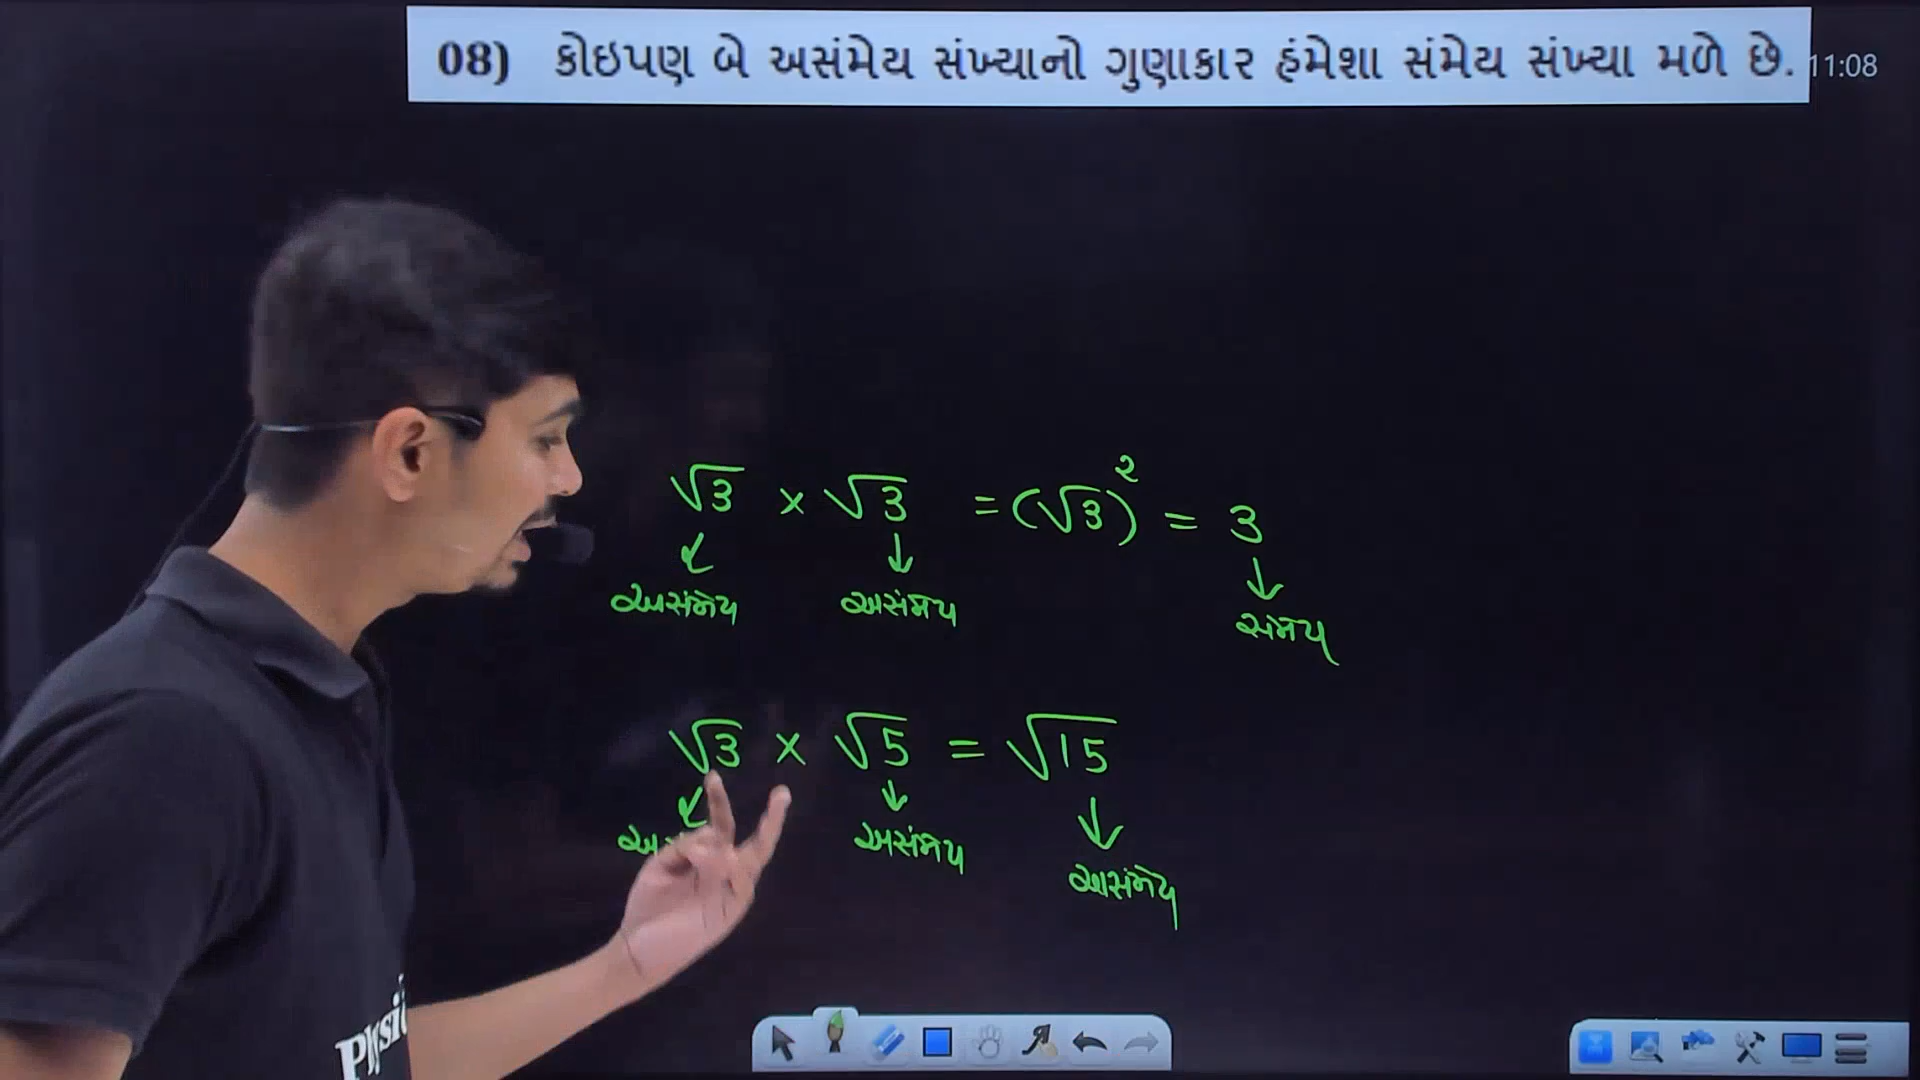 08) કોઇપણ બે અસંમેય સંખ્યાનો ગુણાકાર હંમેશા સંમેય સંખ્યા મળે છે.
11:08
√3 × √3 = (√3)² = 3
અસંમેય અસંમેય સંમેય
√3 × √5 = √15
અસંમેય અસંમેય